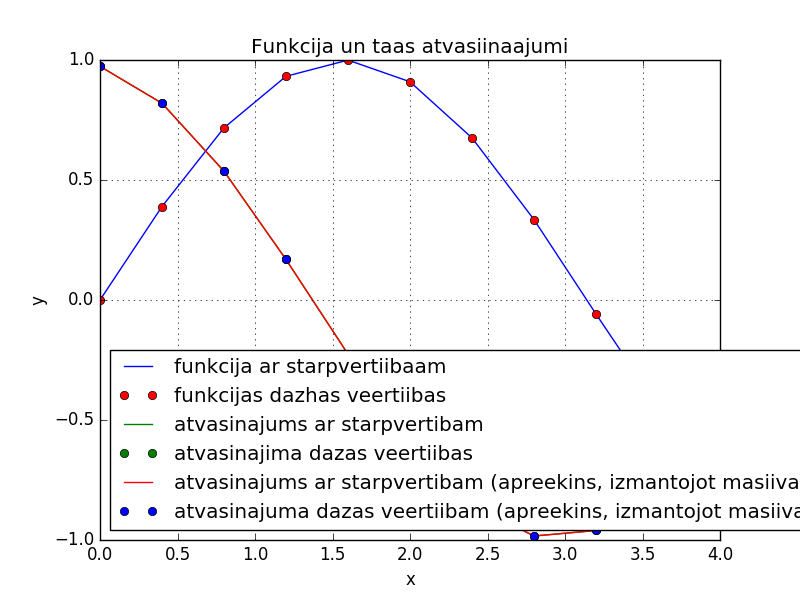 Funkcija un taas atvasiinaajumi
1.0
0.5
0.0
−0.5
−1.0
y
funkcija ar starpvertiibaam
funkcijas dazhas veertiibas
atvasinajums ar starpvertibam
atvasinajima dazas veertiibas
atvasinajums ar starpvertibam (apreekins, izmantojot masiiva
atvasinajuma dazas veertiibam (apreekins, izmantojot masiiva
0.0 0.5 1.0 1.5 2.0 2.5 3.0 3.5 4.0
x